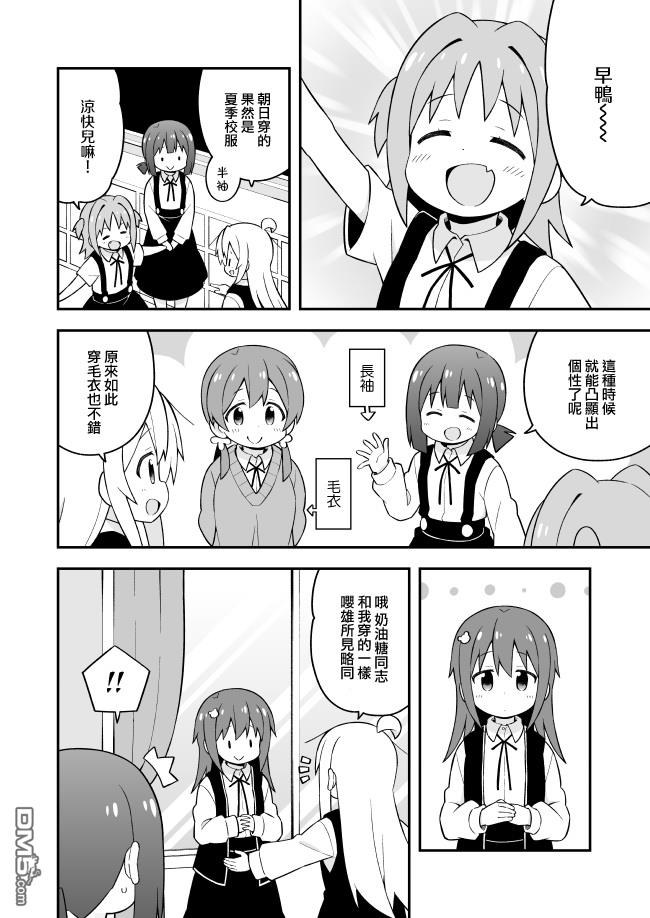 早鴨~~~
朝日穿的
果然是
夏季校服
半袖
涼快兒嘛！
這種時候
就能凸顯出
個性了呢
長袖
毛衣
原來如此
穿毛衣也不錯
哦 奶油糖同志
和我穿的一樣
嚶雄所見略同
!!
DM5.com